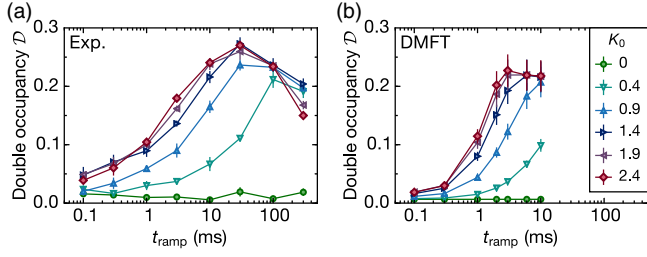 (a)
Exp.
Double occupancy 𝒟
0.3
0.2
0.1
0.0
0.1
1
10
100
t_ramp (ms)
(b)
DMFT
Double occupancy 𝒟
0.3
0.2
0.1
0.0
0.1
1
10
100
t_ramp (ms)
K_0
0
0.4
0.9
1.4
1.9
2.4